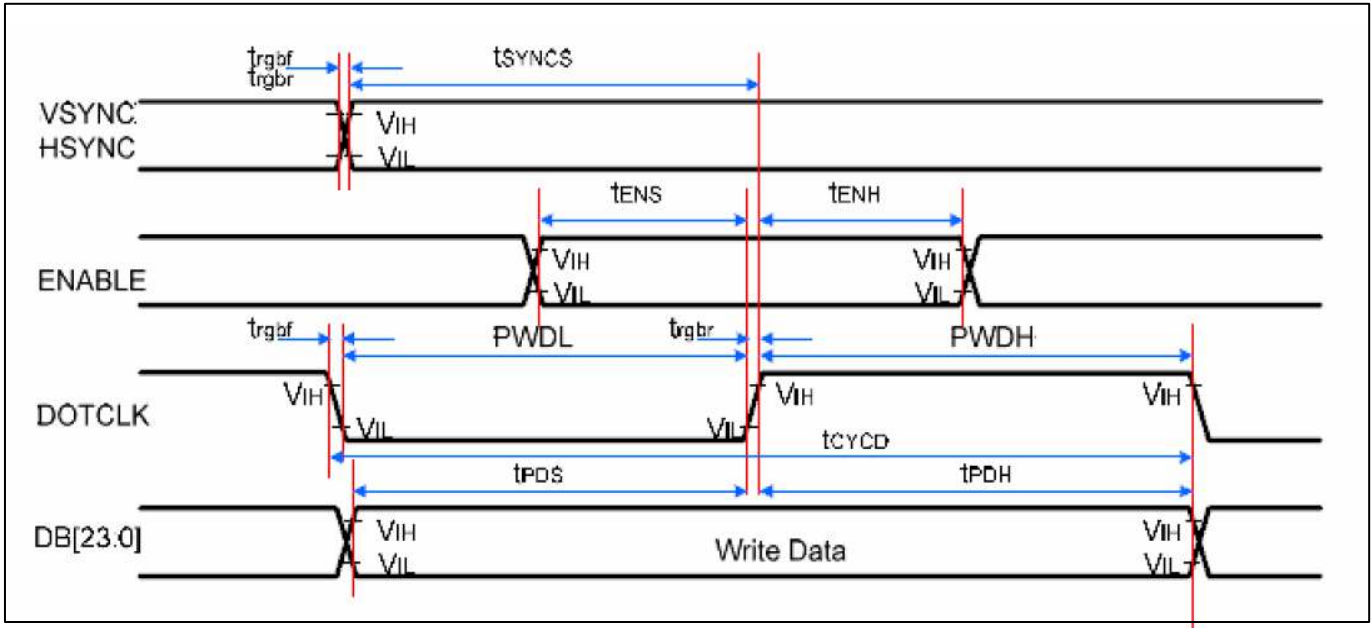 trgbf
trgbr
tSYNCS
VSYNC
HSYNC
VIH
VIL
tENS
tENH
ENABLE
VIH
VIL
VIH
VIL
trgbf
PWDL
trgbr
PWDH
DOTCLK
VIH
VIL
VIL
VIH
VIH
tCYCD
tPDS
tPDH
DB[23.0]
VIH
VIL
Write Data
VIH
VIL